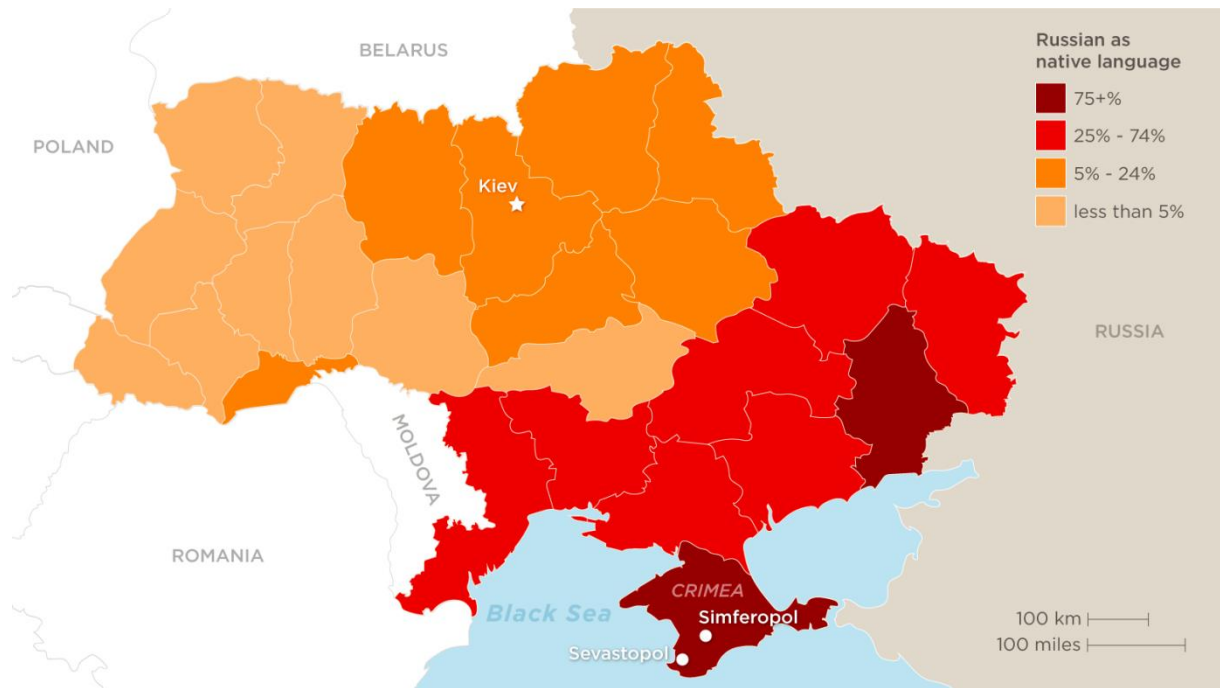 BELARUS
POLAND
Kiev
Russian as
native language
75+%
25% - 74%
5% - 24%
less than 5%
RUSSIA
MOLDOVA
ROMANIA
Black Sea
CRIMEA
Simferopol
Sevastopol
100 km
100 miles